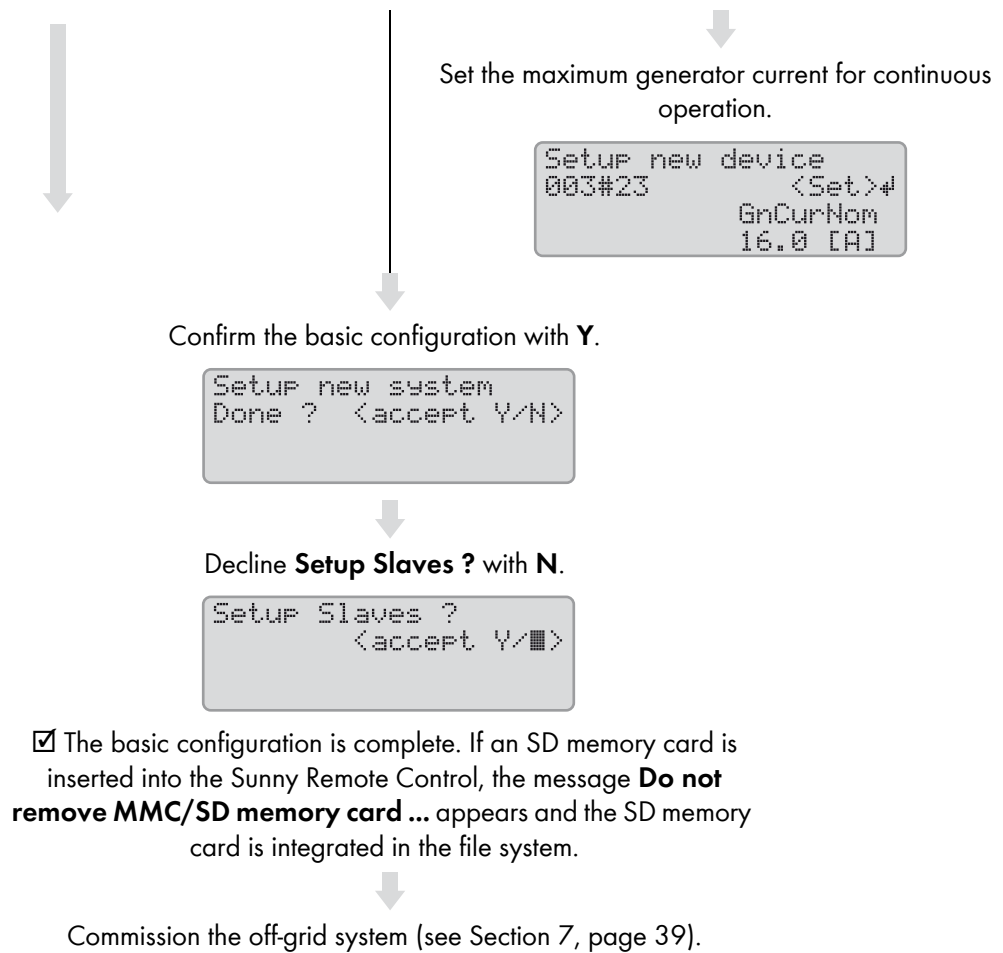 Set the maximum generator current for continuous
operation.
Setup new device
003#23 <Set>↵
GnCurNom
16.0 [A]
Confirm the basic configuration with Y.
Setup new system
Done ? <accept Y/N>
Decline Setup Slaves ? with N.
Setup Slaves ?
<accept Y/■>
☑ The basic configuration is complete. If an SD memory card is
inserted into the Sunny Remote Control, the message Do not
remove MMC/SD memory card ... appears and the SD memory
card is integrated in the file system.
Commission the off-grid system (see Section 7, page 39).